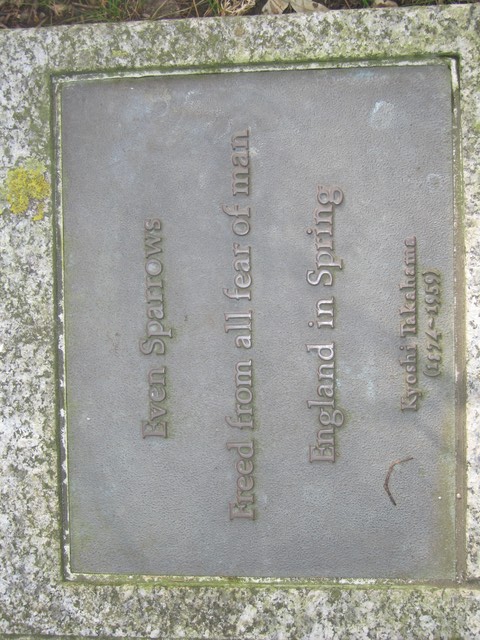 Even Sparrows
Freed from all fear of man
England in Spring
Kyoshi Takahama
(1874~1959)